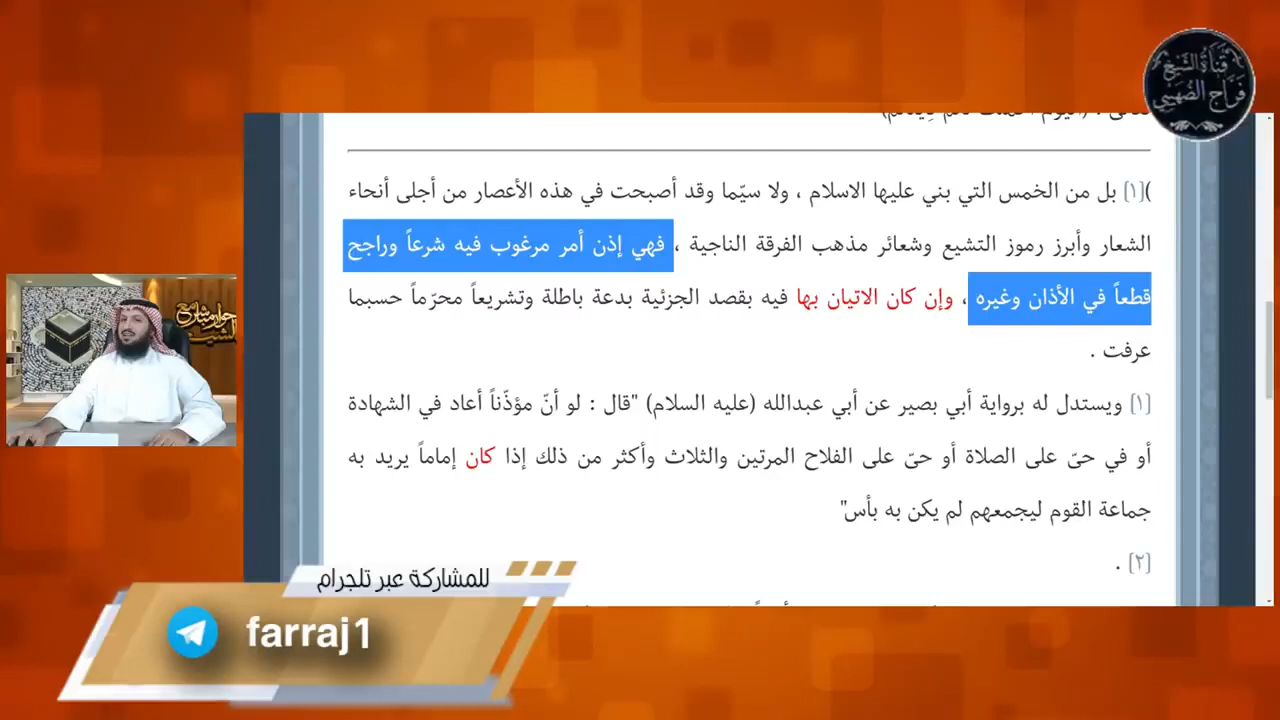 قناة الشيخ
فراج الصهيبي
)[١] بل من الخمس التي بني عليها الاسلام ، ولا سيّما وقد أصبحت في هذه الأعصار من أجلى أنحاء
الشعار وأبرز رموز التشيع وشعائر مذهب الفرقة الناجية ، فهي إذن أمر مرغوب فيه شرعاً وراجح
قطعاً في الأذان وغيره ، وإن كان الاتيان بها فيه بقصد الجزئية بدعة باطلة وتشريعاً محرّماً حسبما
عرفت .
[١] ويستدل له برواية أبي بصير عن أبي عبدالله (عليه السلام) "قال : لو أنّ مؤذّناً أعاد في الشهادة
أو في حىّ على الصلاة أو حىّ على الفلاح المرتين والثلاث وأكثر من ذلك إذا كان إماماً يريد به
جماعة القوم ليجمعهم لم يكن به بأس"
[٢] .
للمشاركة عبر تلجرام
farraj1